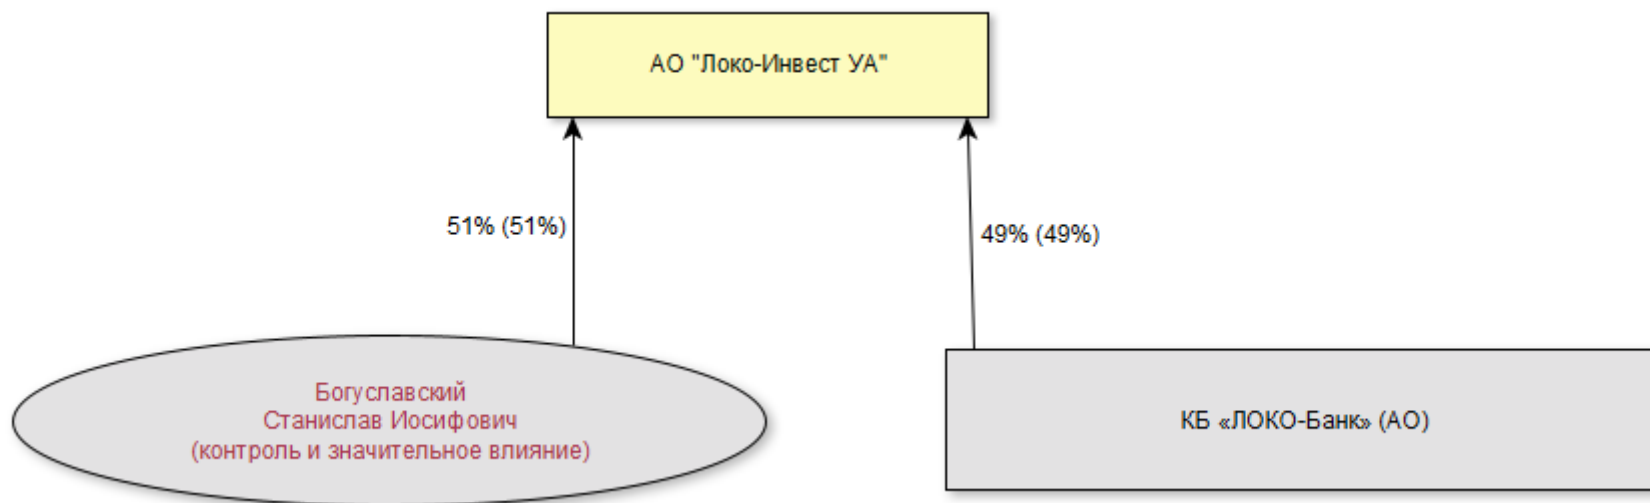 АО "Локо-Инвест УА"
51% (51%)
49% (49%)
Богуславский
Станислав Иосифович
(контроль и значительное влияние)
КБ «ЛОКО-Банк» (АО)